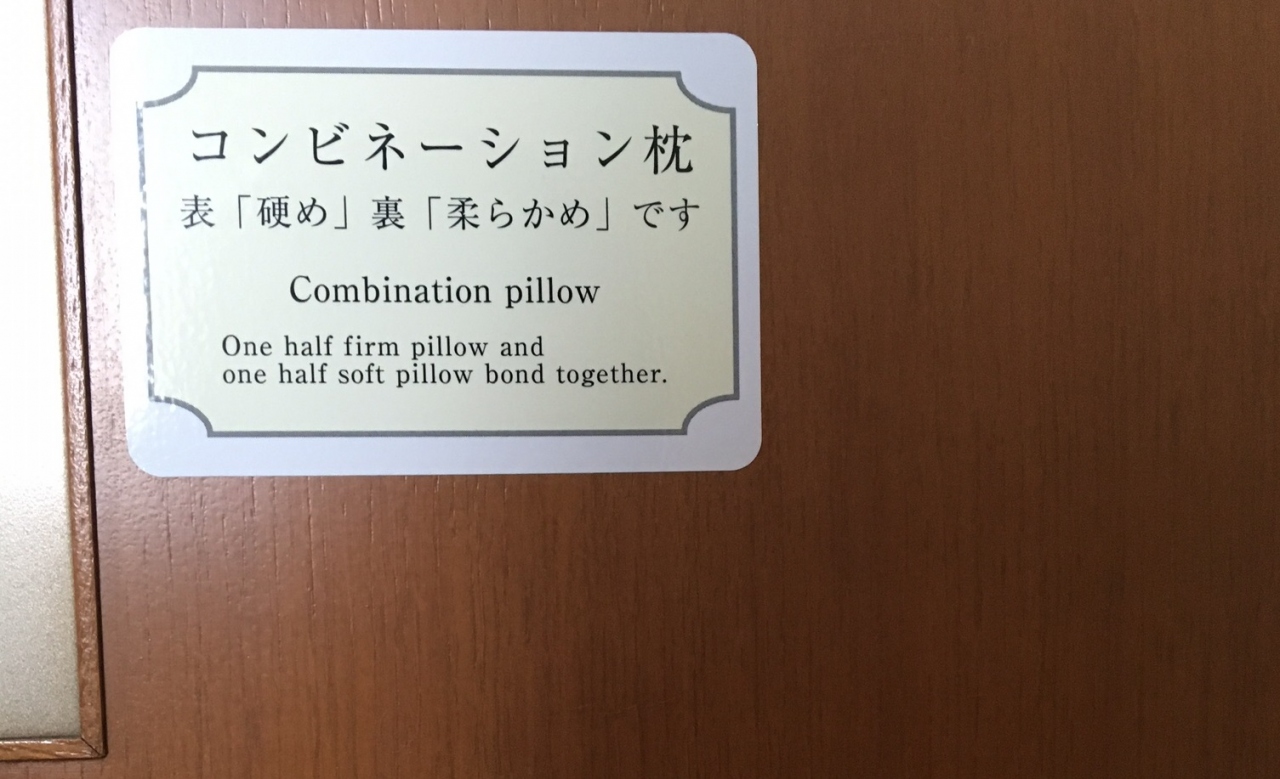 コンビネーション枕
表「硬め」裏「柔らかめ」です
Combination pillow
One half firm pillow and
one half soft pillow bond together.